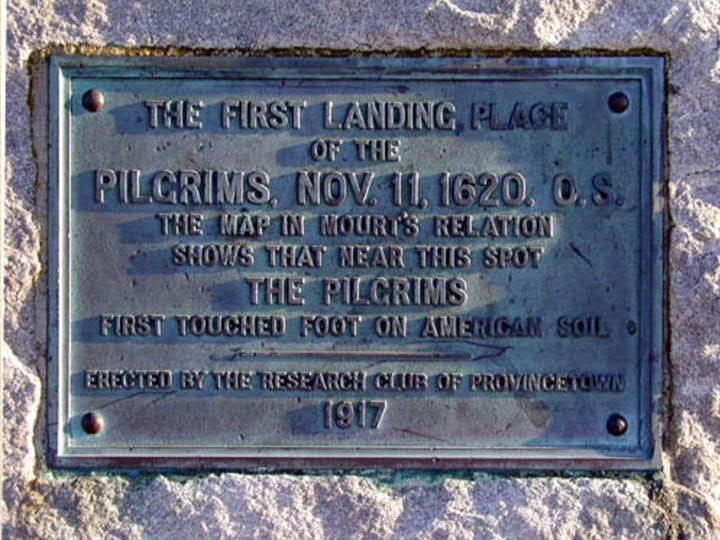 THE FIRST LANDING PLACE
OF THE
PILGRIMS, NOV. 11, 1620. O.S.
THE MAP IN MOURT'S RELATION
SHOWS THAT NEAR THIS SPOT
THE PILGRIMS
FIRST TOUCHED FOOT ON AMERICAN SOIL
ERECTED BY THE RESEARCH CLUB OF PROVINCETOWN
1917